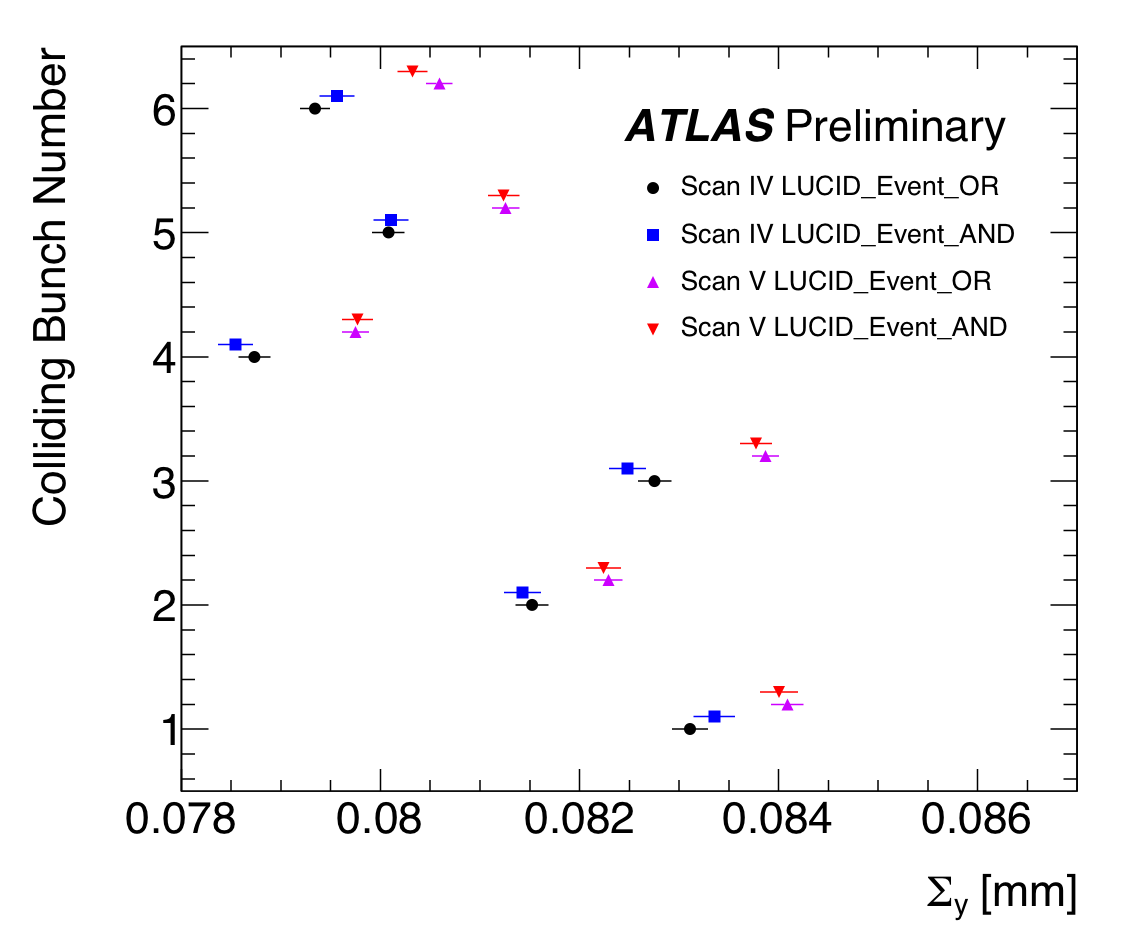 Colliding Bunch Number
6
5
4
3
2
1
ATLAS Preliminary
Scan IV LUCID_Event_OR
Scan IV LUCID_Event_AND
Scan V LUCID_Event_OR
Scan V LUCID_Event_AND
0.078 0.08 0.082 0.084 0.086
Σy [mm]